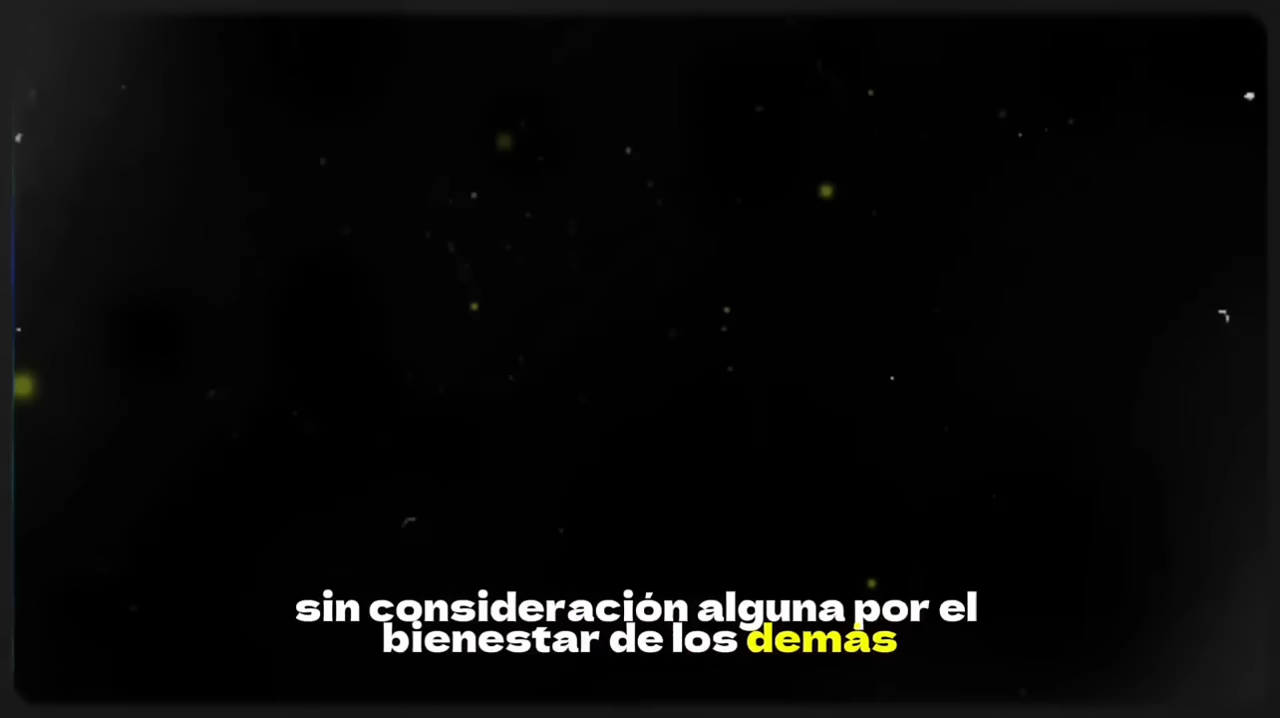 sin consideración alguna por el
bienestar de los demás